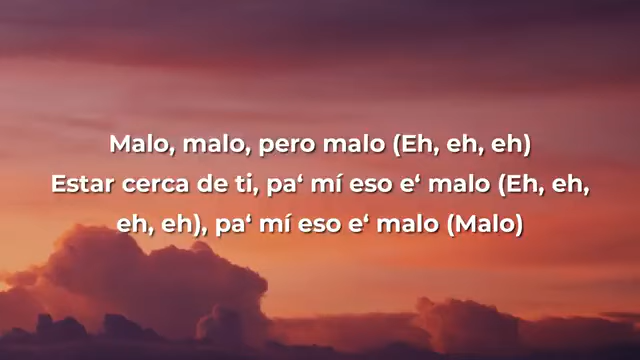 Malo, malo, pero malo (Eh, eh, eh)
Estar cerca de ti, pa‘ mí eso e‘ malo (Eh, eh,
eh, eh), pa‘ mí eso e‘ malo (Malo)